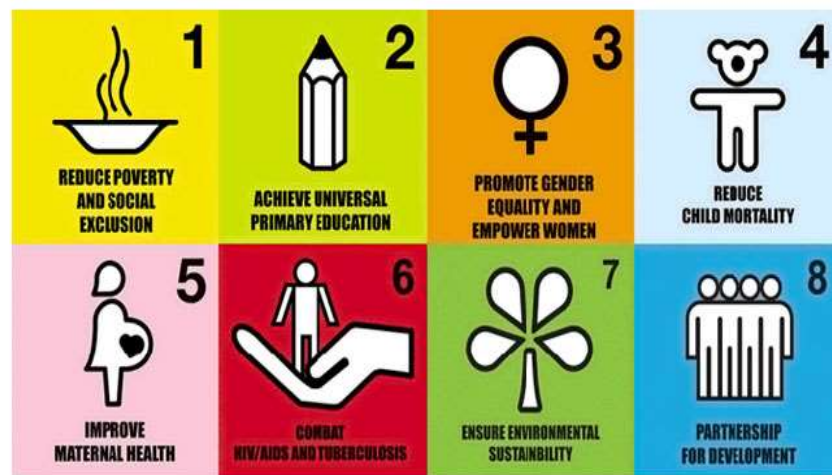 1
REDUCE POVERTY
AND SOCIAL
EXCLUSION
2
ACHIEVE UNIVERSAL
PRIMARY EDUCATION
3
PROMOTE GENDER
EQUALITY AND
EMPOWER WOMEN
4
REDUCE
CHILD MORTALITY
5
IMPROVE
MATERNAL HEALTH
6
COMBAT
HIV/AIDS AND TUBERCULOSIS
7
ENSURE ENVIRONMENTAL
SUSTAINBILITY
8
PARTNERSHIP
FOR DEVELOPMENT